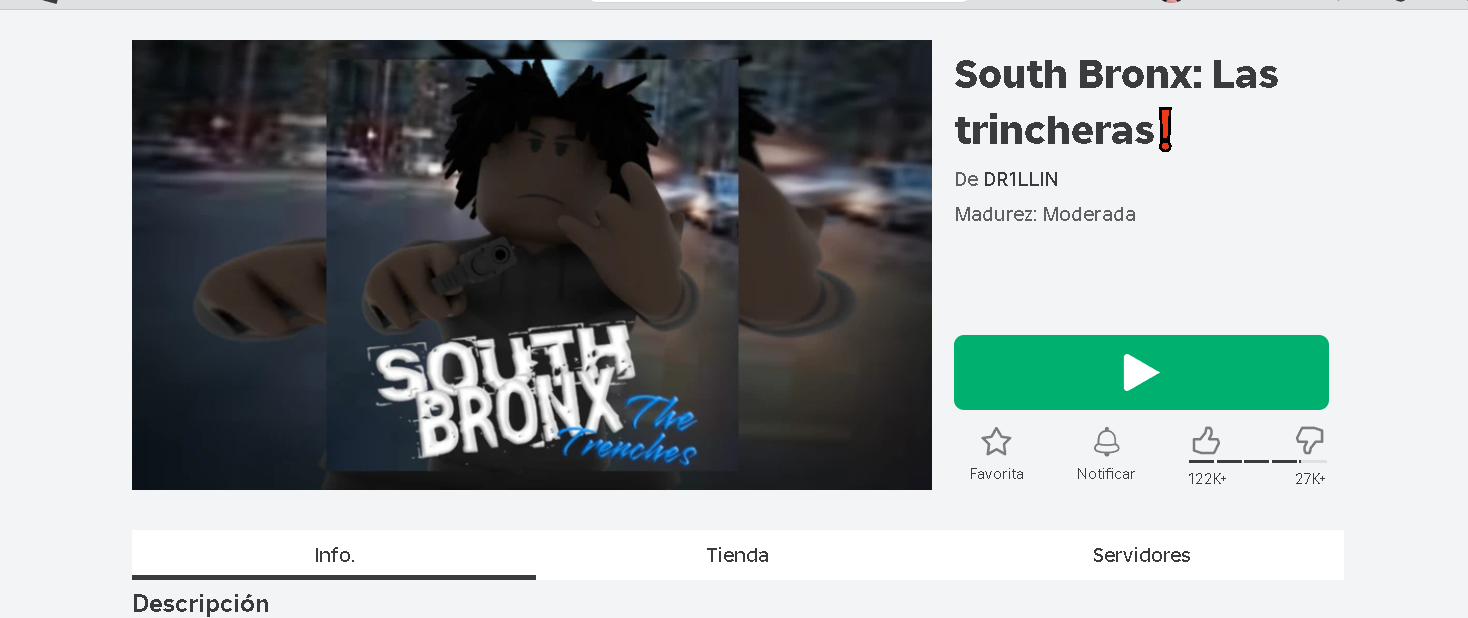 South Bronx: Las
trincheras❗
De DR1LLIN
Madurez: Moderada
SOUTH
BRONX
The
Trenches
Favorita
Notificar
122K+
27K+
Info.
Tienda
Servidores
Descripción